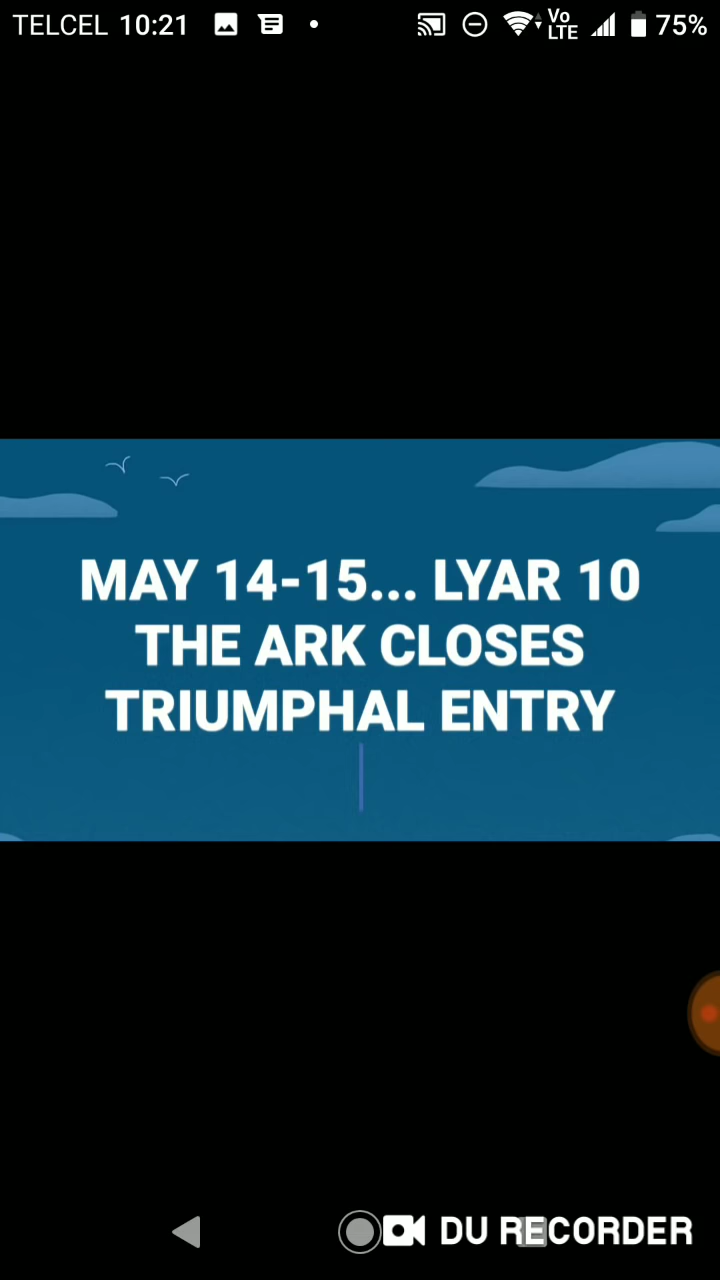 TELCEL 10:21
Vo
LTE
75%
MAY 14-15... LYAR 10
THE ARK CLOSES
TRIUMPHAL ENTRY
DU RECORDER